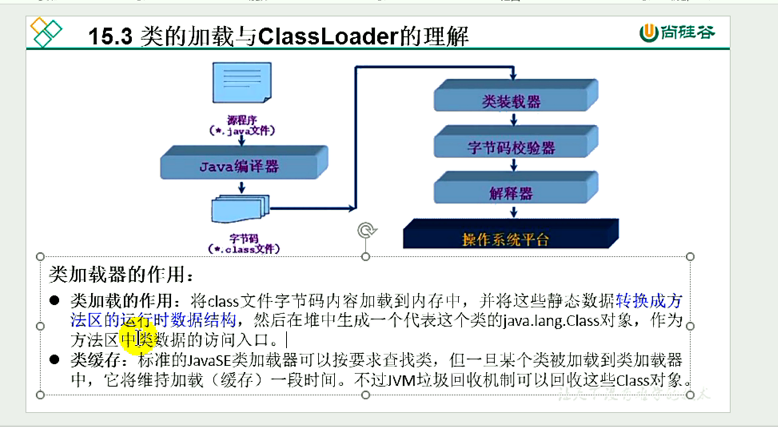 15.3 类的加载与ClassLoader的理解
尚硅谷
源程序
(*.java文件)
Java编译器
字节码
(*.class文件)
类装载器
字节码校验器
解释器
操作系统平台
类加载器的作用：
● 类加载的作用：将class文件字节码内容加载到内存中，并将这些静态数据转换成方
法区的运行时数据结构，然后在堆中生成一个代表这个类的java.lang.Class对象，作为
方法区中类数据的访问入口。
● 类缓存：标准的JavaSE类加载器可以按要求查找类，但一旦某个类被加载到类加载器
中，它将维持加载（缓存）一段时间。不过JVM垃圾回收机制可以回收这些Class对象。